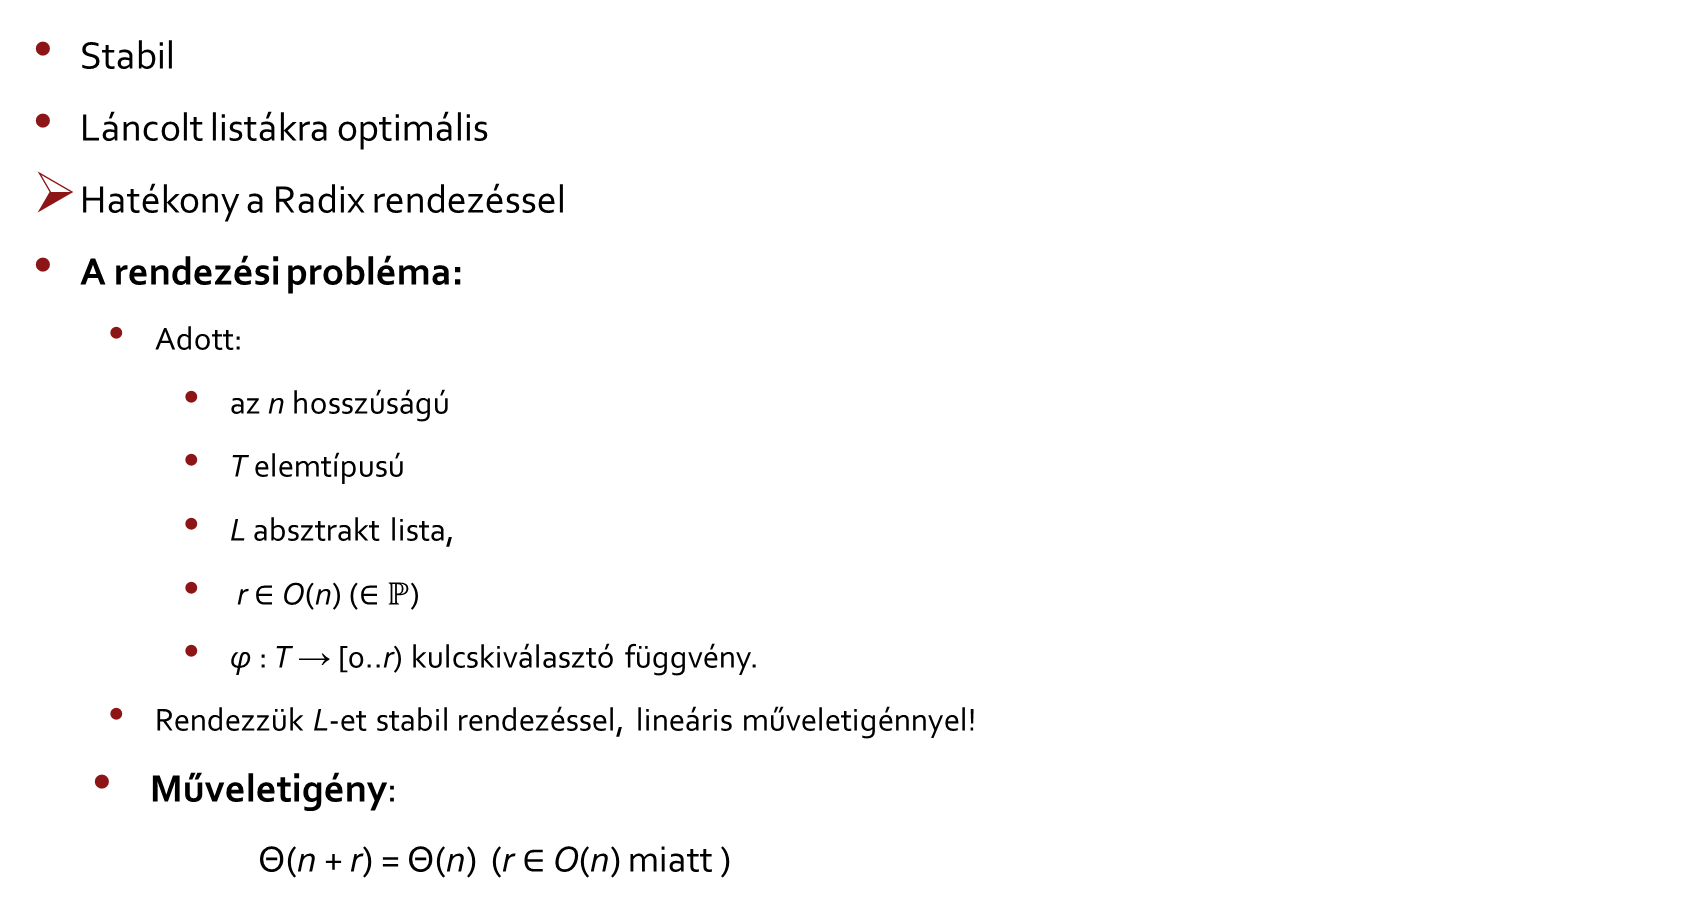 Stabil
Láncolt listákra optimális
Hatékony a Radix rendezéssel
A rendezési probléma:
Adott:
az n hosszúságú
T elemtípusú
L absztrakt lista,
r ∈ O(n) (∈ ℙ)
φ : T → [0..r) kulcskiválasztó függvény.
Rendezzük L-et stabil rendezéssel, lineáris műveletigénnyel!
Műveletigény:
Θ(n + r) = Θ(n) (r ∈ O(n) miatt )